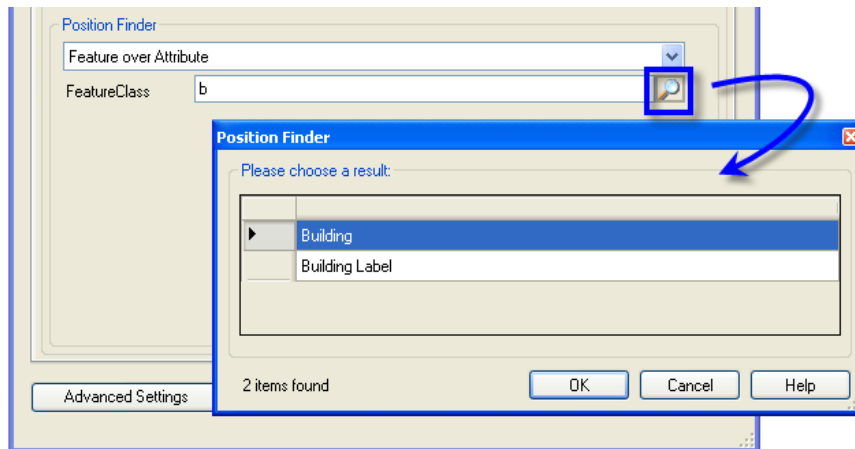 Position Finder
Feature over Attribute
FeatureClass b
Position Finder
Please choose a result:
Building
Building Label
2 items found OK Cancel Help
Advanced Settings